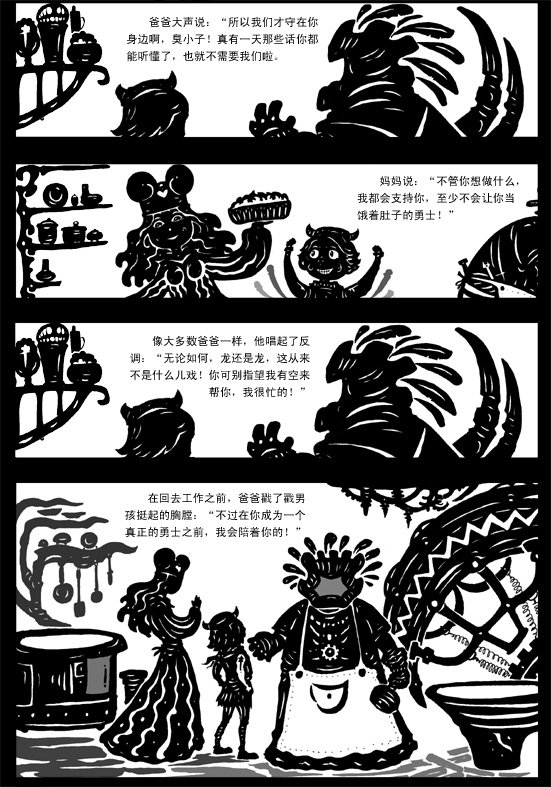 爸爸大声说：“所以我们才守在你
身边啊，臭小子！真有一天那些话你都
能听懂了，也就不需要我们啦。
妈妈说：“不管你想做什么，
我都会支持你，至少不会让你当
饿着肚子的勇士！”
像大多数爸爸一样，他唱起了反
调：“无论如何，龙还是龙，这从来
不是什么儿戏！你可别指望我有空来
帮你，我很忙的！”
在回去工作之前，爸爸戳了戳男
孩挺起的胸膛：“不过在你成为一个
真正的勇士之前，我会陪着你的！”